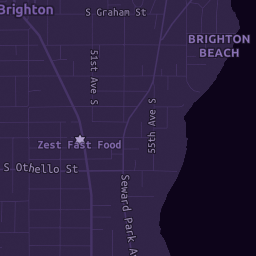 Brighton
S Graham St
BRIGHTON
BEACH
51st Ave S
55th Ave S
Zest Fast Food
S Othello St
Seward Park Av